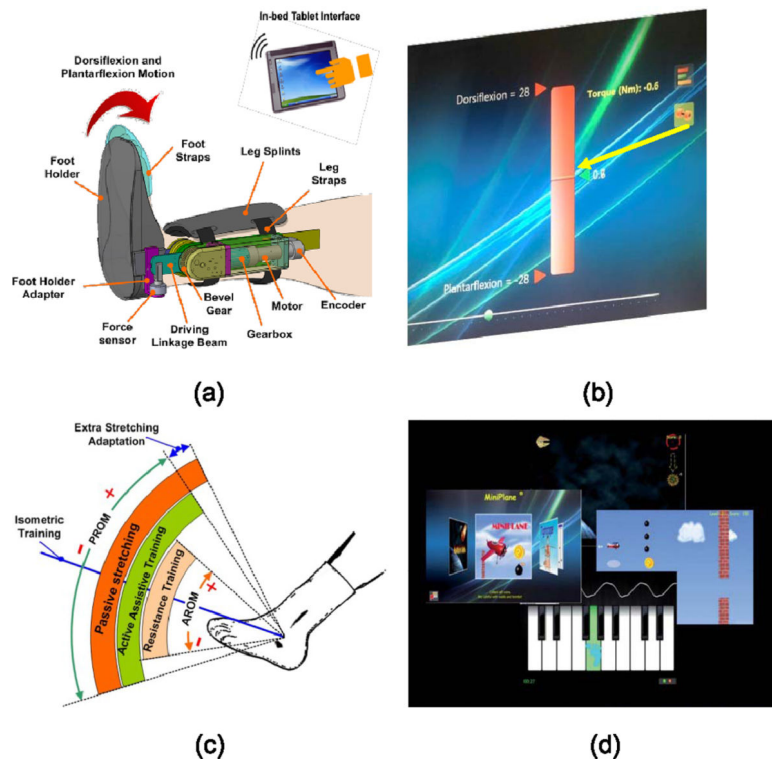 In-bed Tablet Interface
Dorsiflexion and
Plantarflexion Motion
Foot
Straps
Foot
Holder
Leg Splints
Leg
Straps
Foot Holder
Adapter
Force
sensor
Driving
Linkage Beam
Bevel
Gear
Gearbox
Motor
Encoder
(a)
Dorsiflexion = 28
Torque (Nm): -0.6
Plantarflexion = -28
(b)
Extra Stretching
Adaptation
Isometric
Training
PROM
+
-
Passive stretching
Active Assistive Training
Resistance Training
AROM
+
-
(c)
MiniPlane
MINIPLANE
(d)